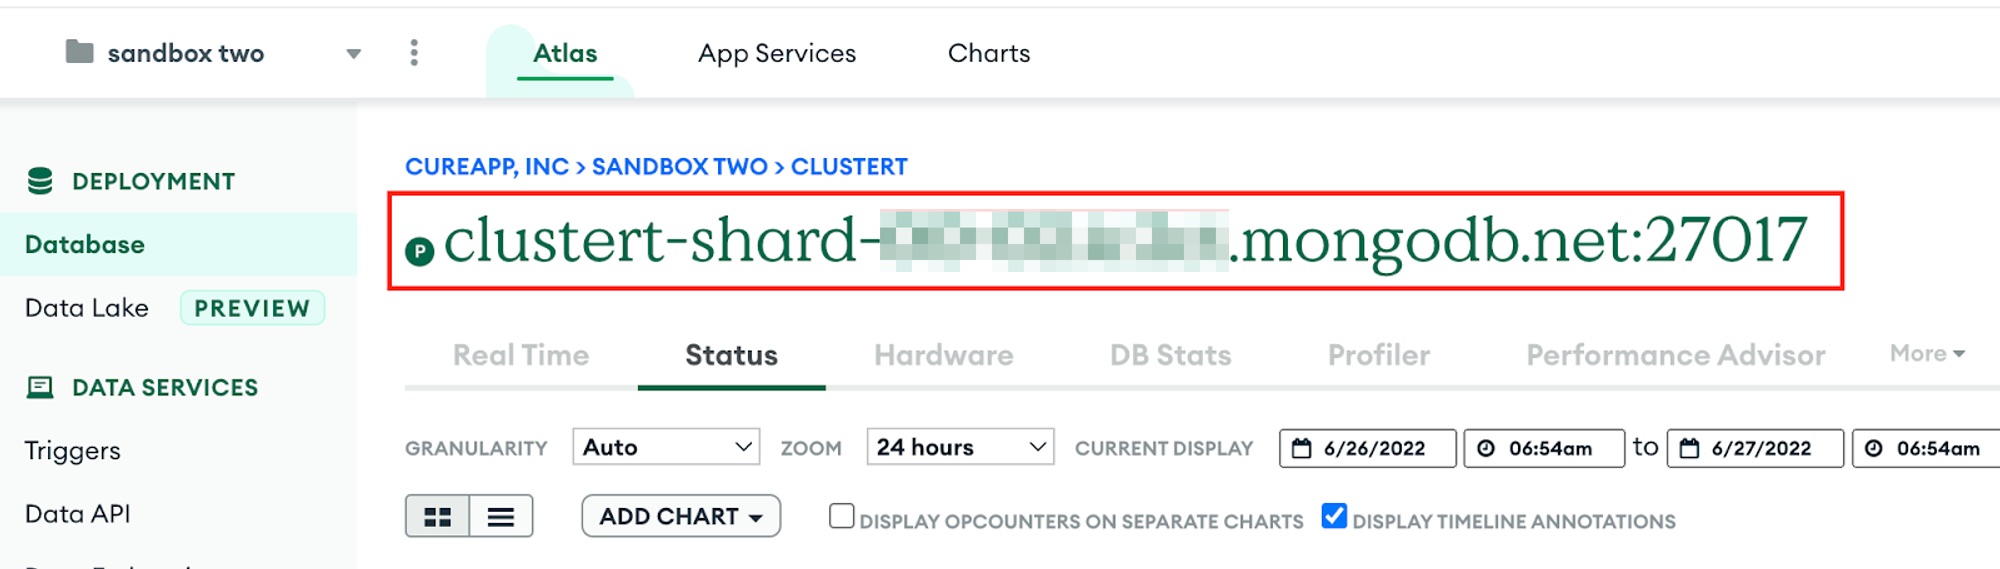 sandbox two
Atlas
App Services
Charts
DEPLOYMENT
Database
Data Lake PREVIEW
DATA SERVICES
Triggers
Data API
CUREAPP, INC > SANDBOX TWO > CLUSTERT
P clustert-shard- .mongodb.net:27017
Real Time
Status
Hardware
DB Stats
Profiler
Performance Advisor
More
GRANULARITY Auto ZOOM 24 hours CURRENT DISPLAY 6/26/2022 06:54am to 6/27/2022 06:54am
ADD CHART DISPLAY OPCOUNTERS ON SEPARATE CHARTS DISPLAY TIMELINE ANNOTATIONS